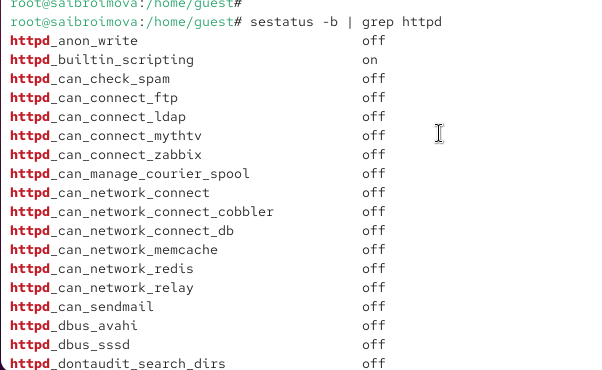 root@saibroimova:/home/guest#
root@saibroimova:/home/guest# sestatus -b | grep httpd
httpd_anon_write                            off
httpd_builtin_scripting                     on
httpd_can_check_spam                        off
httpd_can_connect_ftp                       off
httpd_can_connect_ldap                      off
httpd_can_connect_mythtv                    off
httpd_can_connect_zabbix                    off
httpd_can_manage_courier_spool              off
httpd_can_network_connect                   off
httpd_can_network_connect_cobbler           off
httpd_can_network_connect_db                off
httpd_can_network_memcache                  off
httpd_can_network_redis                     off
httpd_can_network_relay                     off
httpd_can_sendmail                          off
httpd_dbus_avahi                            off
httpd_dbus_sssd                             off
httpd_dontaudit_search_dirs                 off